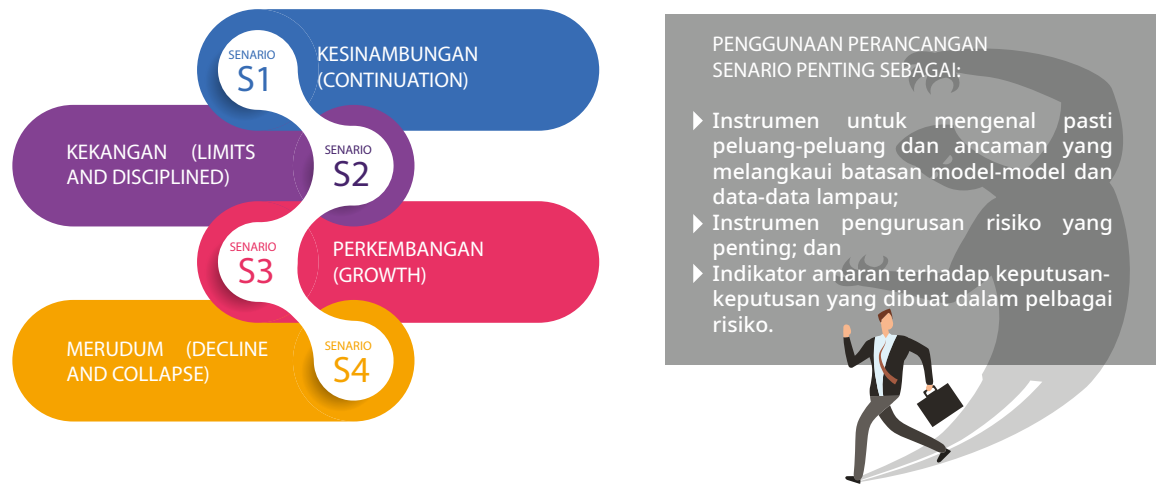 SENARIO
S1
KESINAMBUNGAN
(CONTINUATION)
KEKANGAN (LIMITS
AND DISCIPLINED)
SENARIO
S2
SENARIO
S3
PERKEMBANGAN
(GROWTH)
MERUDUM (DECLINE
AND COLLAPSE)
SENARIO
S4
PENGGUNAAN PERANCANGAN
SENARIO PENTING SEBAGAI:
Instrumen untuk mengenal pasti
peluang-peluang dan ancaman yang
melangkaui batasan model-model dan
data-data lampau;
Instrumen pengurusan risiko yang
penting; dan
Indikator amaran terhadap keputusan-
keputusan yang dibuat dalam pelbagai
risiko.